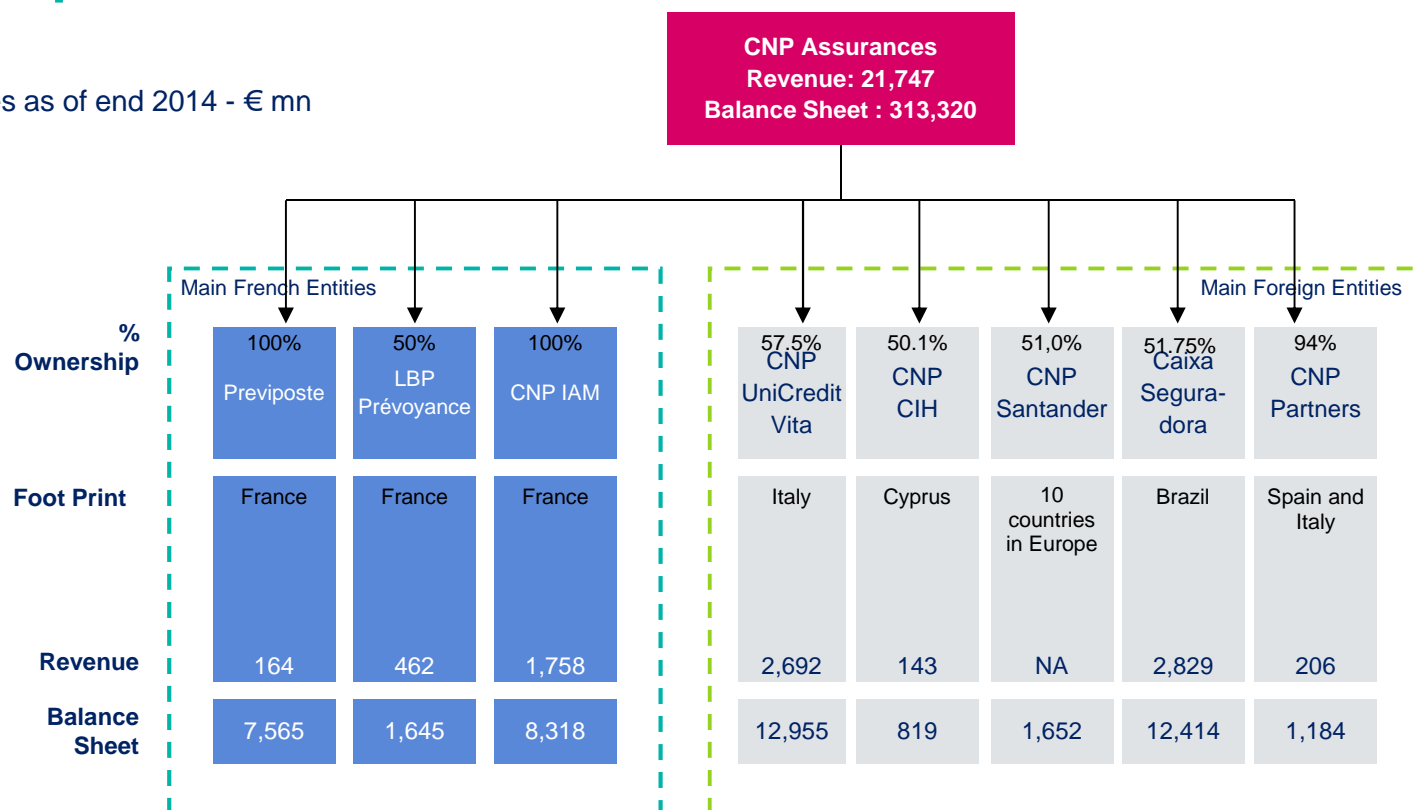 CNP Assurances
Revenue: 21,747
Balance Sheet : 313,320
as of end 2014 - € mn
Main French Entities
Main Foreign Entities
%
Ownership
100%
Previposte
50%
LBP
Prévoyance
100%
CNP IAM
57.5%
CNP
UniCredit
Vita
50.1%
CNP
CIH
51,0%
CNP
Santander
51.75%
Caixa
Segura-
dora
94%
CNP
Partners
Foot Print
France
France
France
Italy
Cyprus
10
countries
in Europe
Brazil
Spain and
Italy
Revenue
164
462
1,758
2,692
143
NA
2,829
206
Balance
Sheet
7,565
1,645
8,318
12,955
819
1,652
12,414
1,184